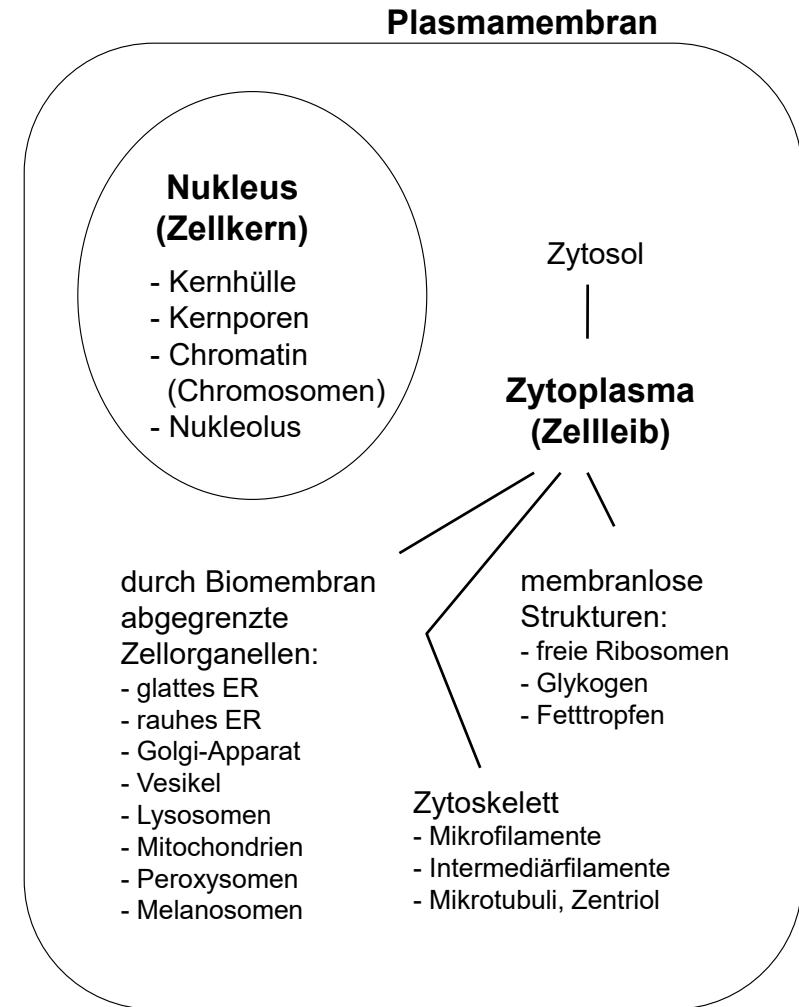 Plasmamembran
Nukleus
(Zellkern)
- Kernhülle
- Kernporen
- Chromatin
(Chromosomen)
- Nukleolus
Zytosol
Zytoplasma
(Zellleib)
durch Biomembran
abgegrenzte
Zellorganellen:
- glattes ER
- rauhes ER
- Golgi-Apparat
- Vesikel
- Lysosomen
- Mitochondrien
- Peroxysomen
- Melanosomen
membranlose
Strukturen:
- freie Ribosomen
- Glykogen
- Fetttropfen
Zytoskelett
- Mikrofilamente
- Intermediärfilamente
- Mikrotubuli, Zentriol